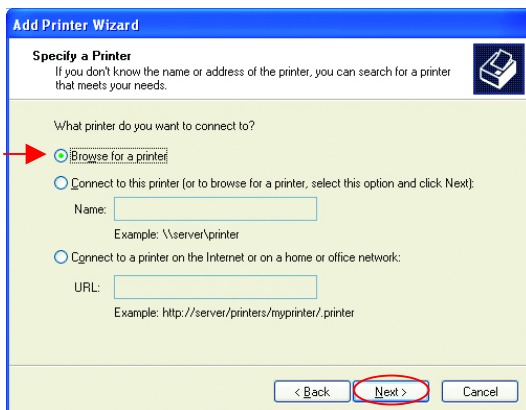 Add Printer Wizard
Specify a Printer
If you don't know the name or address of the printer, you can search for a printer
that meets your needs.
What printer do you want to connect to?
Browse for a printer
Connect to this printer (or to browse for a printer, select this option and click Next):
Name:
Example: \\server\printer
Connect to a printer on the Internet or on a home or office network:
URL:
Example: http://server/printers/myprinter/.printer
< Back Next > Cancel